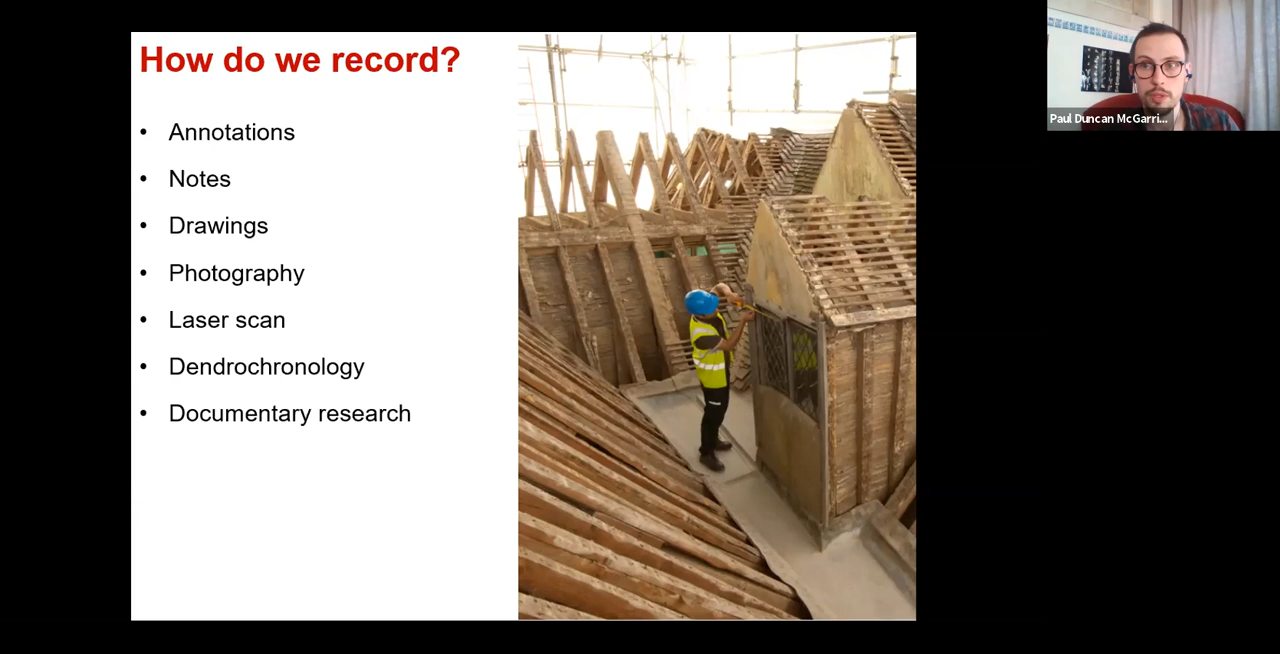 How do we record?
• Annotations
• Notes
• Drawings
• Photography
• Laser scan
• Dendrochronology
• Documentary research
Paul Duncan McGarri...